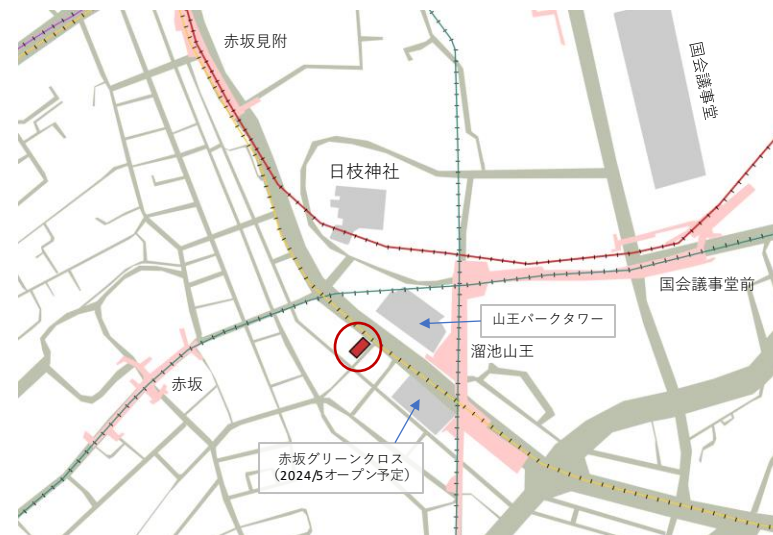 赤坂見附
国会議事堂
日枝神社
国会議事堂前
山王パークタワー
溜池山王
赤坂
赤坂グリーンクロス
（2024/5オープン予定）